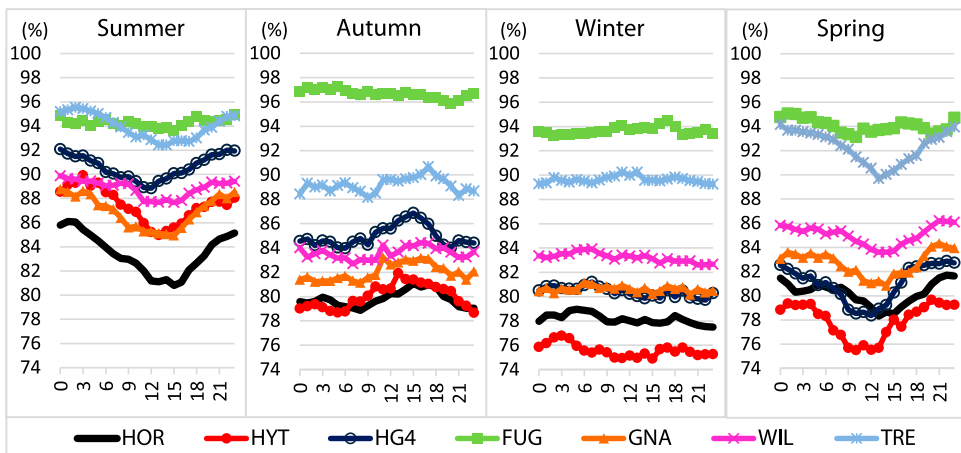 (%) Summer (%) Autumn (%) Winter (%) Spring
100 100 100 100
98 98 98 98
96 96 96 96
94 94 94 94
92 92 92 92
90 90 90 90
88 88 88 88
86 86 86 86
84 84 84 84
82 82 82 82
80 80 80 80
78 78 78 78
76 76 76 76
74 74 74 74
0 3 6 9 12 15 18 21 0 3 6 9 12 15 18 21 0 3 6 9 12 15 18 21 0 3 6 9 12 15 18 21
HOR HYT HG4 FUG GNA WIL TRE